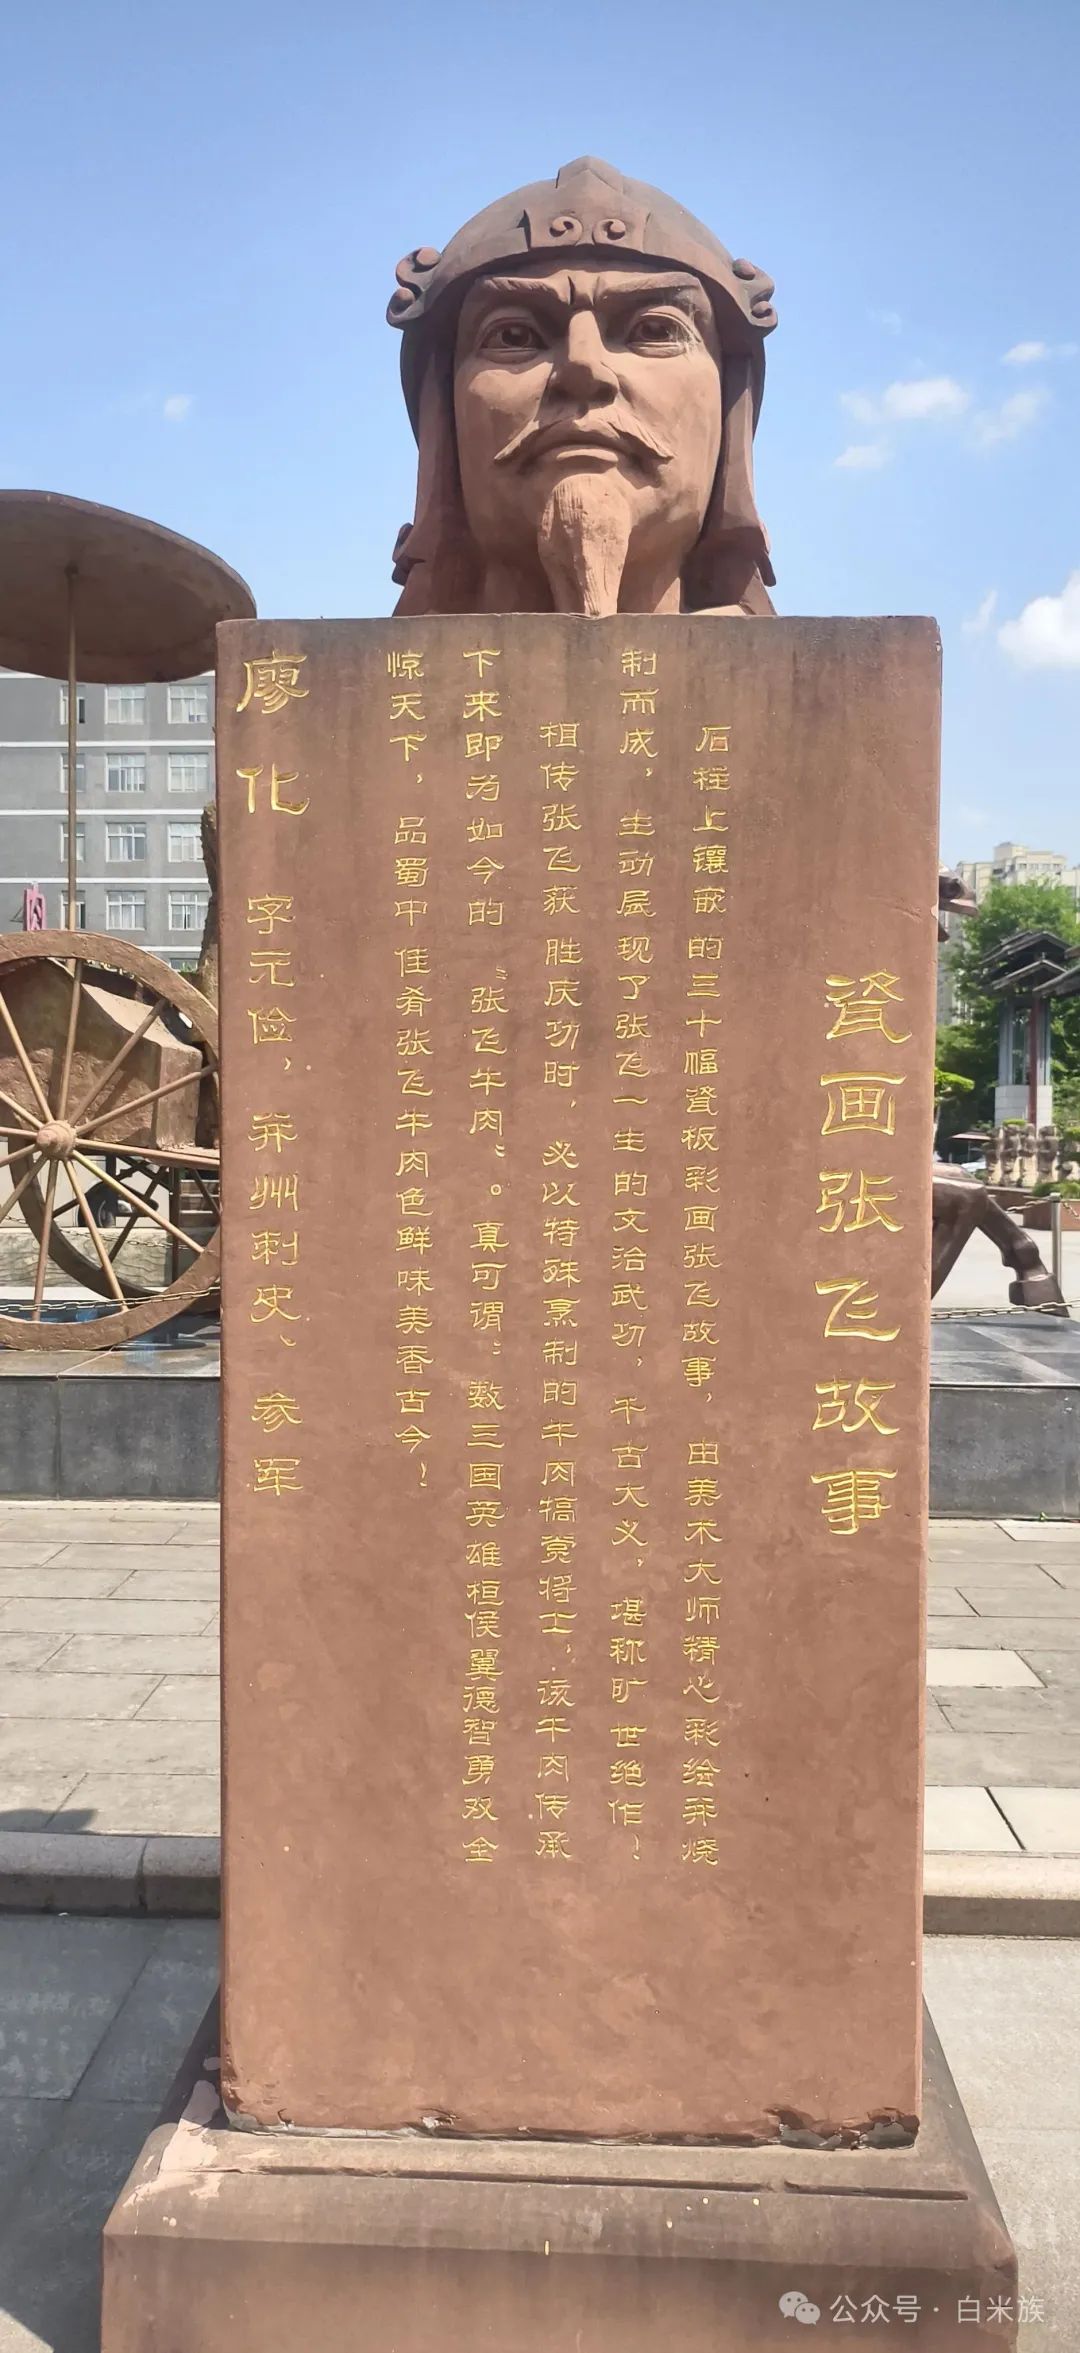 瓷画张飞故事
石柱上镶嵌的三十幅瓷板彩画张飞故事，由美术大师精心彩绘并烧
制而成，生动展现了张飞一生的文治武功，千古大义，堪称旷世绝作！
相传张飞获胜庆功时，必以特殊烹制的牛肉犒赏将士，该牛肉传承
下来即为如今的“张飞牛肉”。真可谓：数三国英雄桓侯翼德智勇双全
惊天下，品蜀中佳肴张飞牛肉色鲜味美香古今！
廖化 字元俭，并州刺史、参军
公众号·白米族